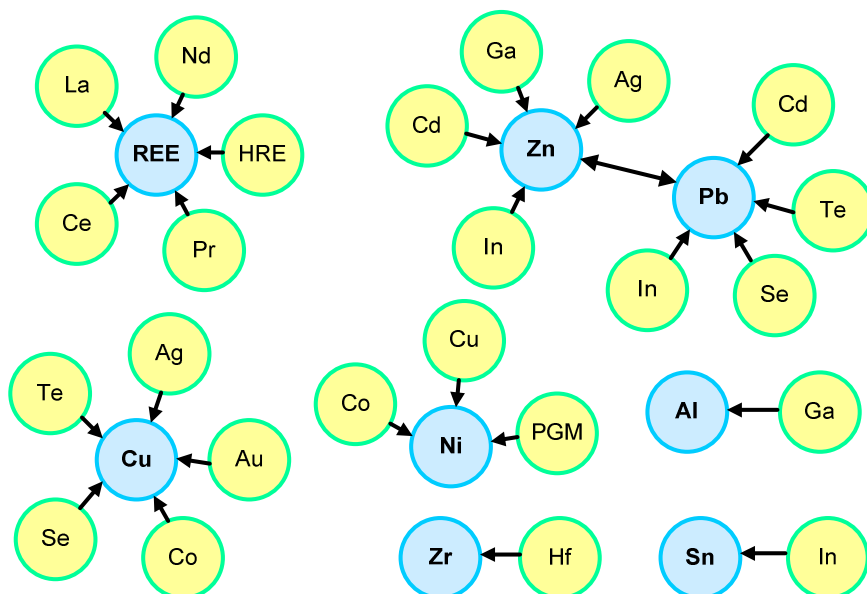 Nd
La
REE
HRE
Ce
Pr
Ga
Ag
Cd
Zn
In
Cd
Pb
Te
In
Se
Ag
Te
Cu
Au
Se
Co
Cu
Co
Ni
PGM
Al
Ga
Zr
Hf
Sn
In